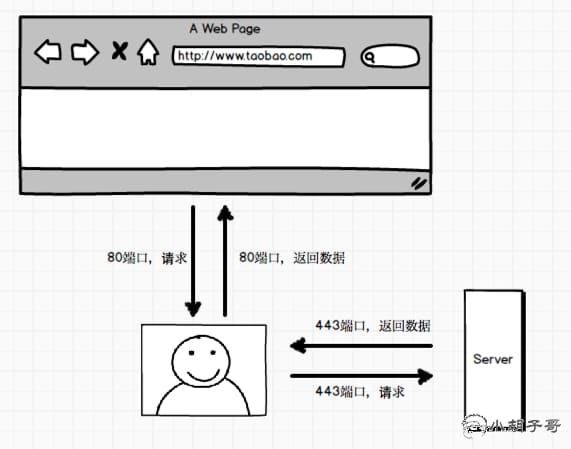 A Web Page
http://www.taobao.com
80端口，请求
80端口，返回数据
443端口，返回数据
Server
443端口，请求
小胡子哥